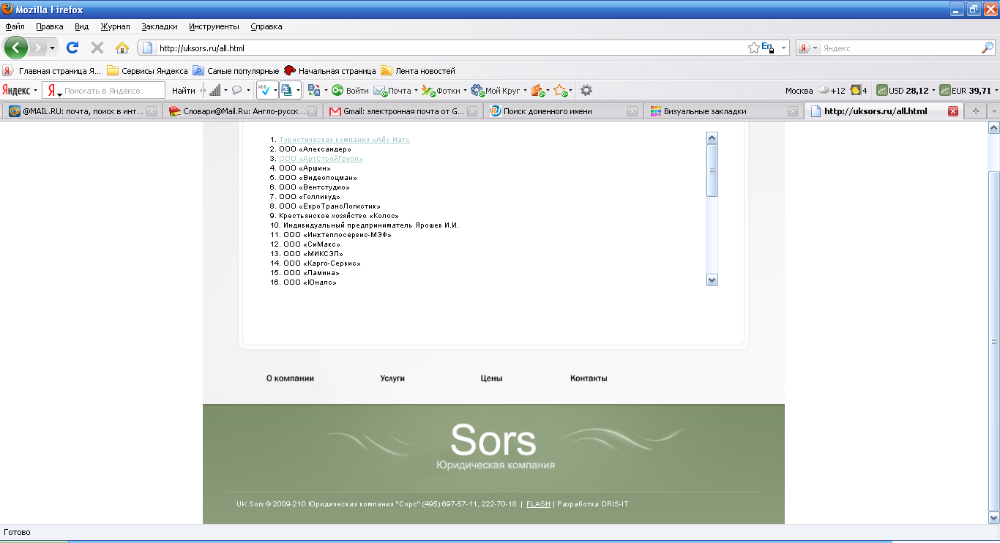 Mozilla Firefox
Файл Правка Вид Журнал Закладки Инструменты Справка
http://uksors.ru/all.html En Яндекс
Главная страница Я... Сервисы Яндекса Самые популярные Начальная страница Лента новостей
Яндекс Я Поискать в Яндексе Найти АБВ Войти Почта Фотки Мой Круг Москва +12 4 USD 28,12 EUR 39,71
@MAIL.RU: почта, поиск в инт... Словари@Mail.Ru: Англо-русск... Gmail: электронная почта от G... Поиск доменного имени Визуальные закладки http://uksors.ru/all.html
1. Туристическая компания «Айс Нат»
2. ООО «Александер»
3. ООО «АртСтройГрупп»
4. ООО «Аршин»
5. ООО «Видеолоцман»
6. ООО «Вентстудио»
7. ООО «Голливуд»
8. ООО «ЕвроТрансЛогистик»
9. Крестьянское хозяйство «Колос»
10. Индивидуальный предприниматель Ярошев И.И.
11. ООО «Инжтеплосервис-МЭФ»
12. ООО «СиМакс»
13. ООО «МИКСЭЛ»
14. ООО «Карго-Сервис»
15. ООО «Ламина»
16. ООО «Юналс»
О компании Услуги Цены Контакты
Sors
Юридическая компания
UK Sors © 2009-210 Юридическая компания "Сорс" (495) 697-57-11, 222-70-18 | FLASH | Разработка ORIS-IT
Готово